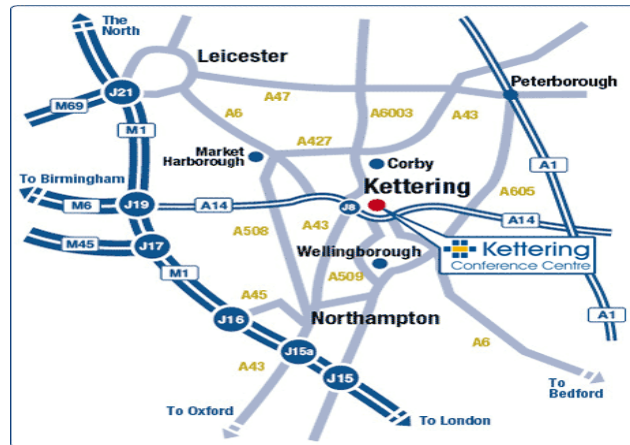 The
North
Leicester
Peterborough
J21
M69
A47
A6
A6003
A43
M1
A427
A1
Market
Harborough
Corby
To Birmingham
Kettering
A605
M6
J19
A14
J8
A14
A508
A43
M45
J17
Kettering
Conference Centre
Wellingborough
M1
A509
A45
J16
Northampton
A1
A6
J15a
A43
J15
To
Bedford
To Oxford
To London